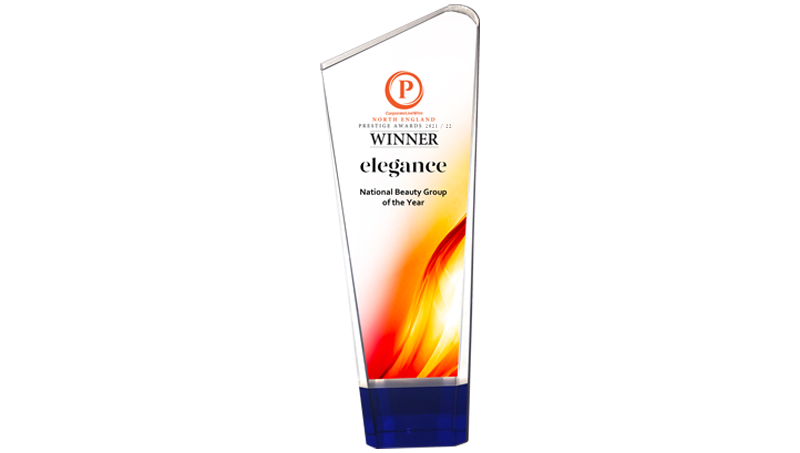 P
CorporateLiveWire
NORTH ENGLAND
PRESTIGE AWARDS 2021 / 22
WINNER
elegance
National Beauty Group
of the Year